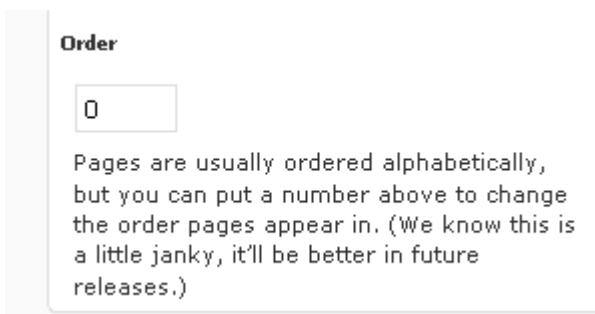 Order
0
Pages are usually ordered alphabetically,
but you can put a number above to change
the order pages appear in. (We know this is
a little janky, it'll be better in future
releases.)